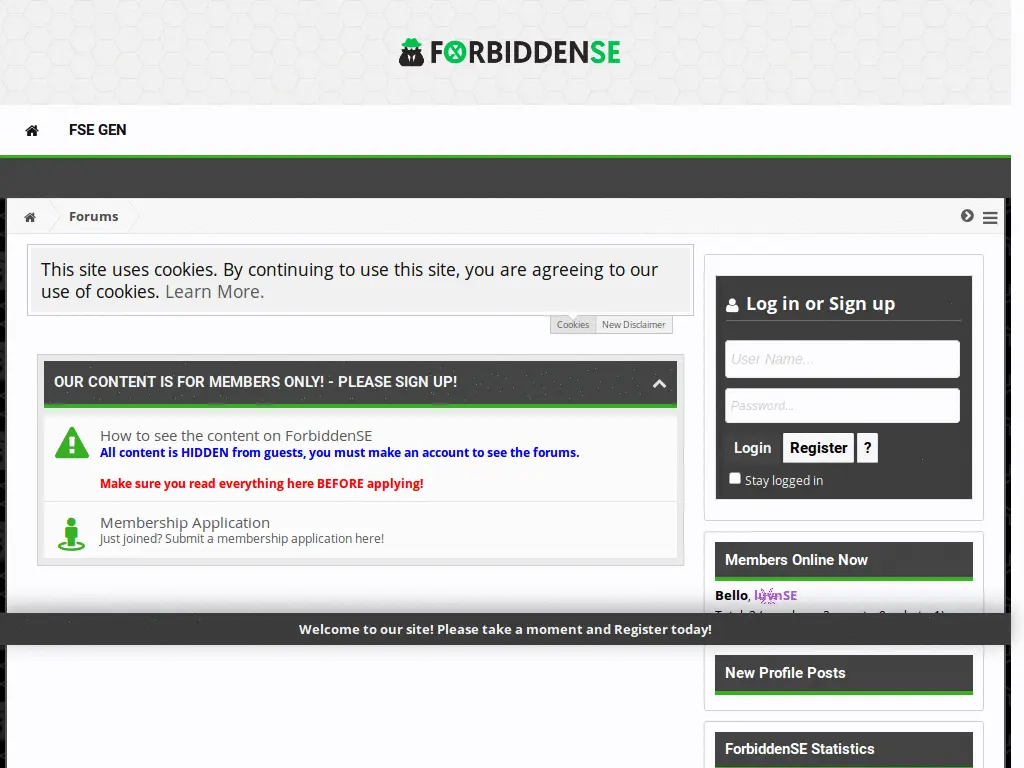 FORBIDDENSE
FSE GEN
Forums
This site uses cookies. By continuing to use this site, you are agreeing to our
use of cookies. Learn More.
Cookies
New Disclaimer
OUR CONTENT IS FOR MEMBERS ONLY! - PLEASE SIGN UP!
How to see the content on ForbiddenSE
All content is HIDDEN from guests, you must make an account to see the forums.
Make sure you read everything here BEFORE applying!
Membership Application
Just joined? Submit a membership application here!
Log in or Sign up
User Name...
Password...
Login
Register
?
Stay logged in
Members Online Now
Bello, luvnSE
Welcome to our site! Please take a moment and Register today!
New Profile Posts
ForbiddenSE Statistics